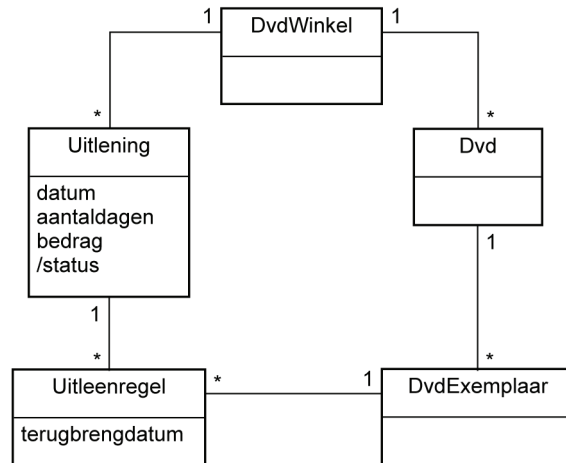 1 DvdWinkel 1
* *
Uitlening Dvd
datum
aantaldagen
bedrag
/status
1 1
* *
Uitleenregel * 1 DvdExemplaar
terugbrengdatum